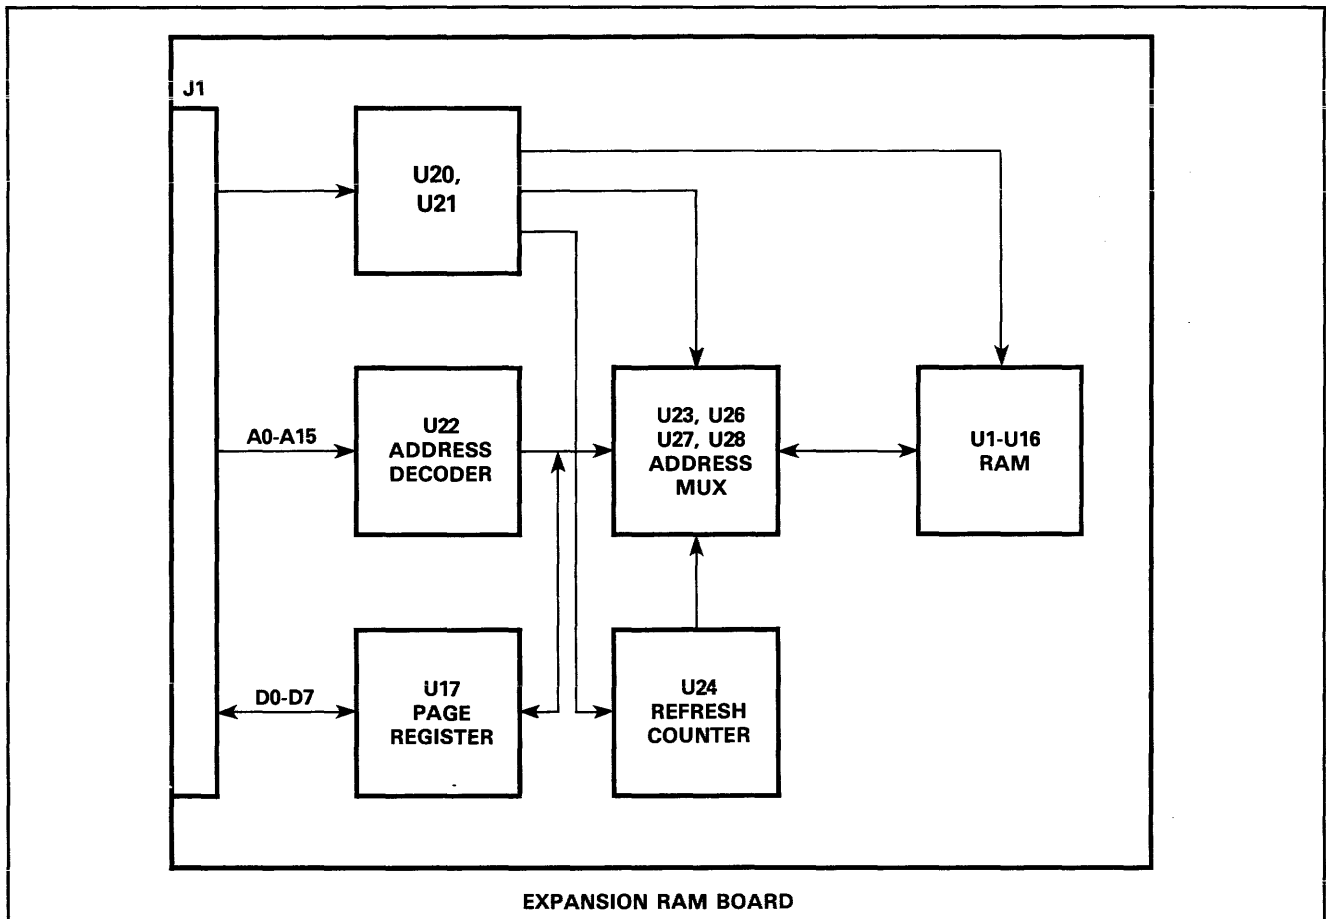 J1
U20,
U21
A0-A15
U22
ADDRESS
DECODER
U23, U26
U27, U28
ADDRESS
MUX
U1-U16
RAM
D0-D7
U17
PAGE
REGISTER
U24
REFRESH
COUNTER
EXPANSION RAM BOARD